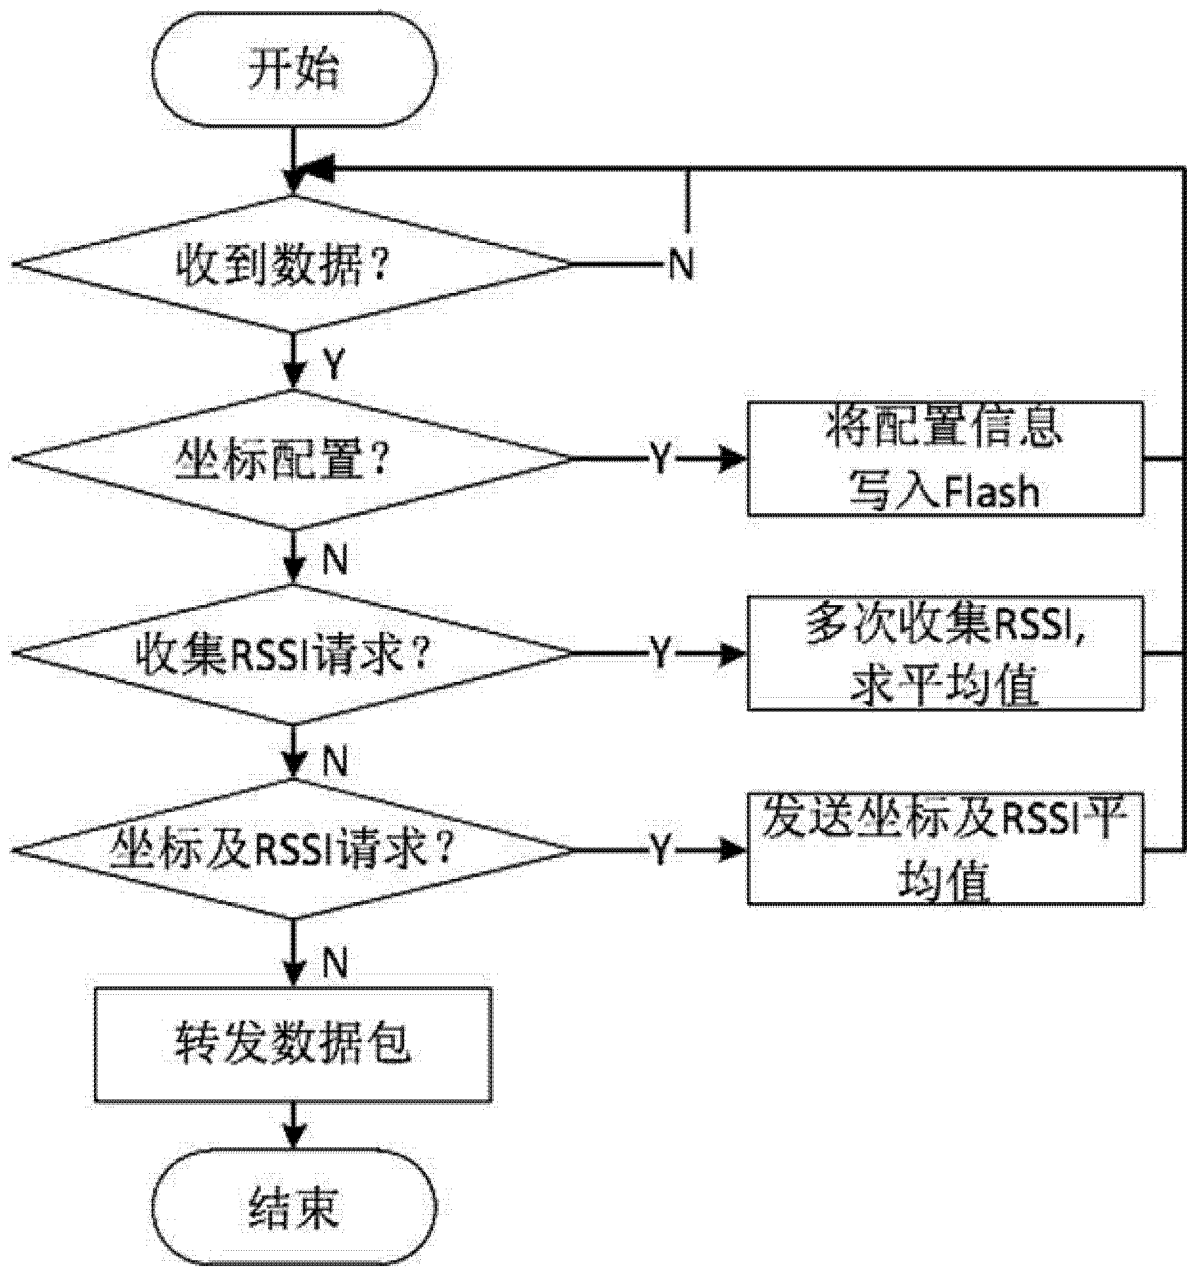 开始
收到数据？
N
Y
坐标配置？
Y
将配置信息
写入Flash
N
收集RSSI请求？
Y
多次收集RSSI,
求平均值
N
坐标及RSSI请求？
Y
发送坐标及RSSI平
均值
N
转发数据包
结束